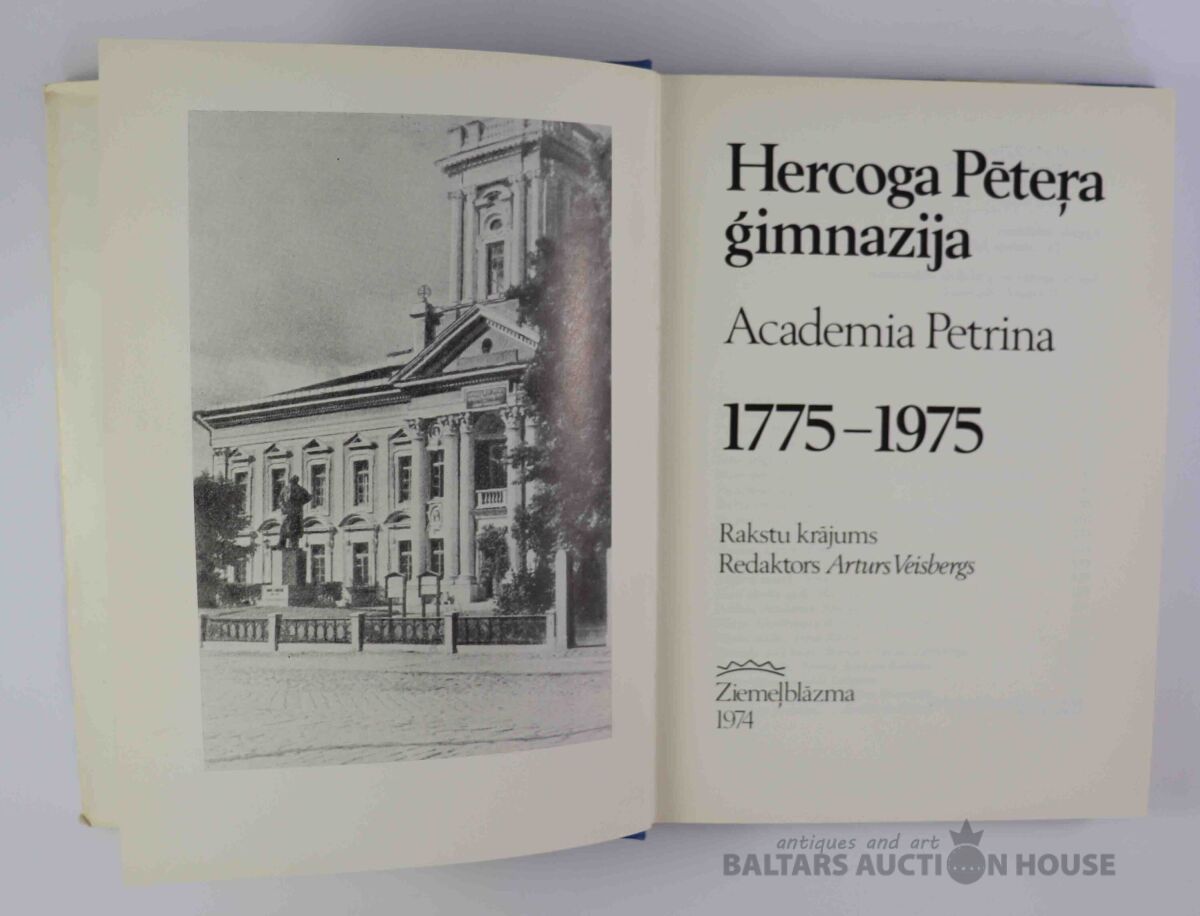 Hercoga Pēteŗa
ģimnazija
Academia Petrina
1775–1975
Rakstu krājums
Redaktors Arturs Veisbergs
Ziemeļblāzma
1974
antiques and art
BALTARS AUCTION HOUSE